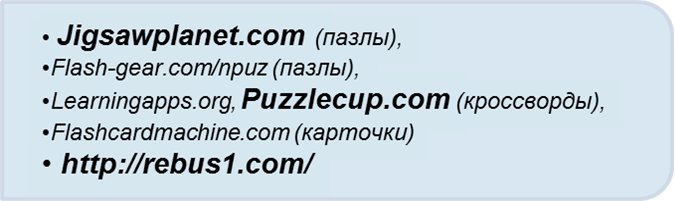 • Jigsawplanet.com (пазлы),
•Flash-gear.com/npuz (пазлы),
•Learningapps.org, Puzzlecup.com (кроссворды),
•Flashcardmachine.com (карточки)
• http://rebus1.com/